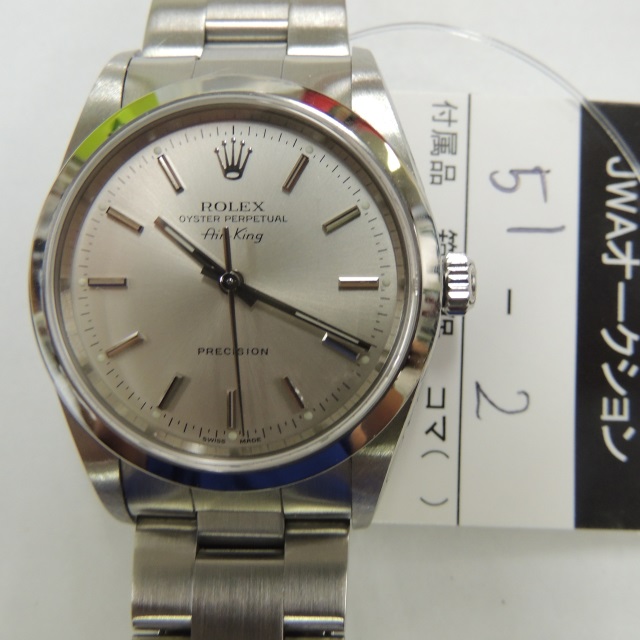 ROLEX
OYSTER PERPETUAL
Air-King
PRECISION
SWISS MADE
JWAオークション
51-2
付属品
コマ( )